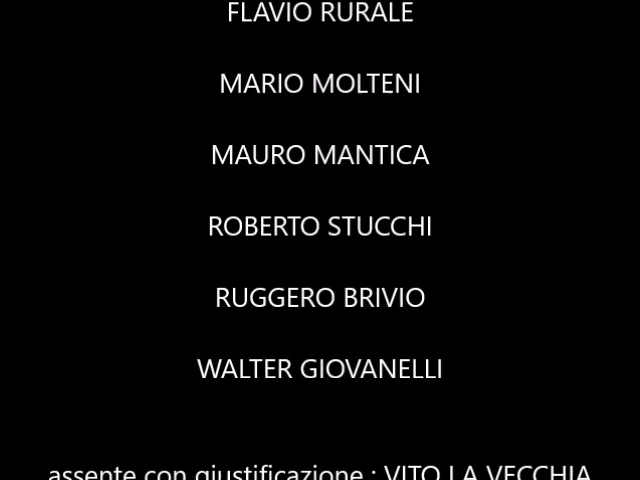 FLAVIO RURALE
MARIO MOLTENI
MAURO MANTICA
ROBERTO STUCCHI
RUGGERO BRIVIO
WALTER GIOVANELLI
assente con giustificazione : VITO LA VECCHIA